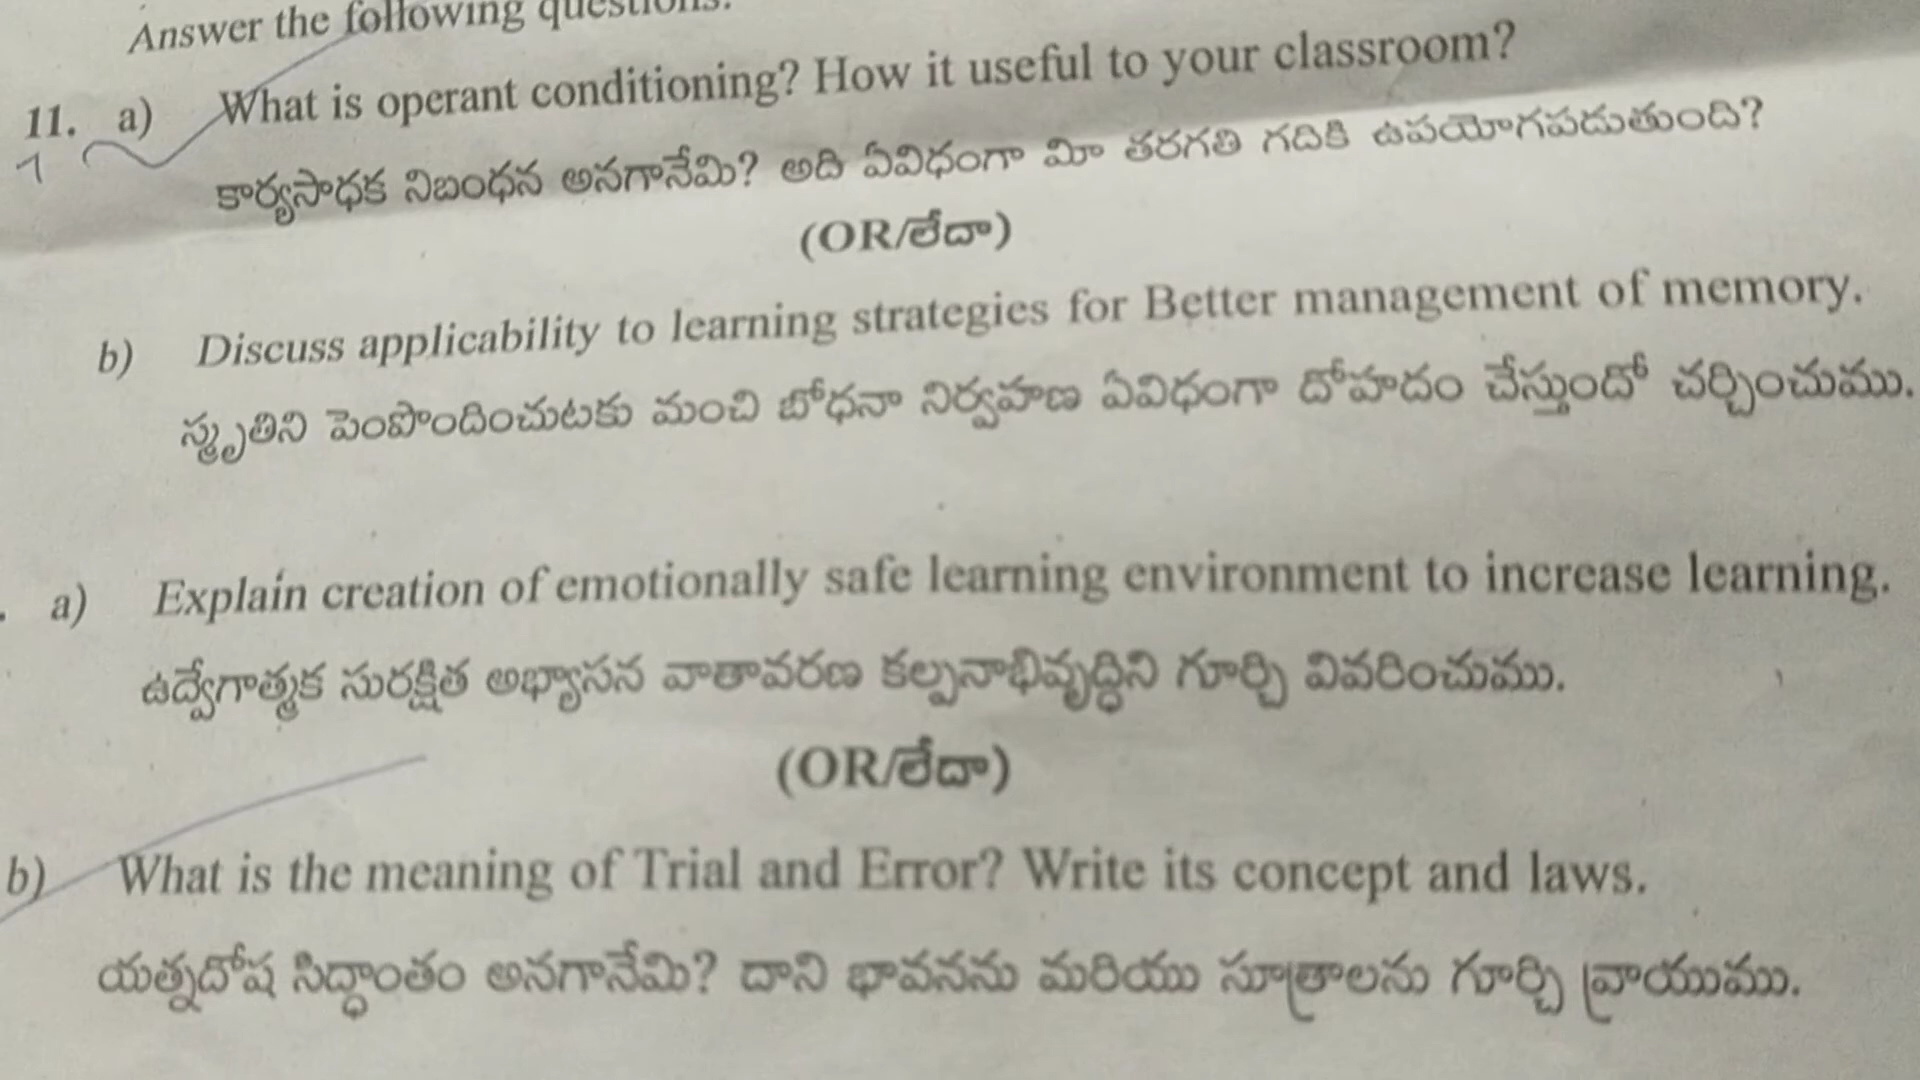 Answer the following questions.
11. a) What is operant conditioning? How it useful to your classroom?
కార్యసాధక నిబంధన అనగానేమి? అది ఏవిధంగా మీ తరగతి గదికి ఉపయోగపడుతుంది?
(OR/లేదా)
b) Discuss applicability to learning strategies for Better management of memory.
స్మృతిని పెంపొందించుటకు మంచి బోధనా నిర్వహణ ఏవిధంగా దోహదం చేస్తుందో చర్చించుము.
. a) Explain creation of emotionally safe learning environment to increase learning.
ఉద్వేగాత్మక సురక్షిత అభ్యాసన వాతావరణ కల్పనాభివృద్ధిని గూర్చి వివరించుము.
(OR/లేదా)
b) What is the meaning of Trial and Error? Write its concept and laws.
యత్నదోష సిద్ధాంతం అనగానేమి? దాని భావనను మరియు సూత్రాలను గూర్చి వ్రాయుము.